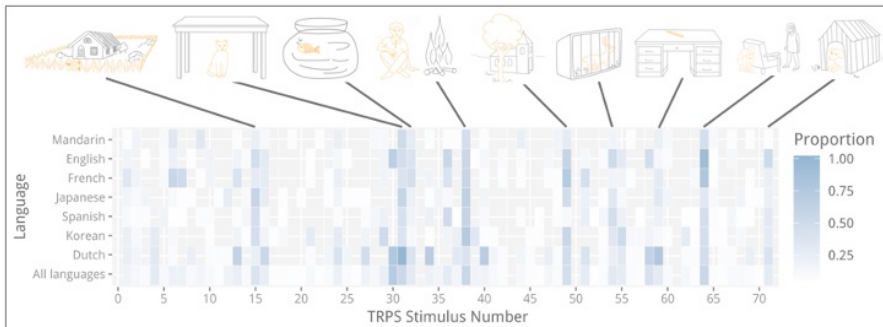 Proportion
1.00
0.75
0.50
0.25
Language
Mandarin
English
French
Japanese
Spanish
Korean
Dutch
All languages
0 5 10 15 20 25 30 35 40 45 50 55 60 65 70
TRPS Stimulus Number